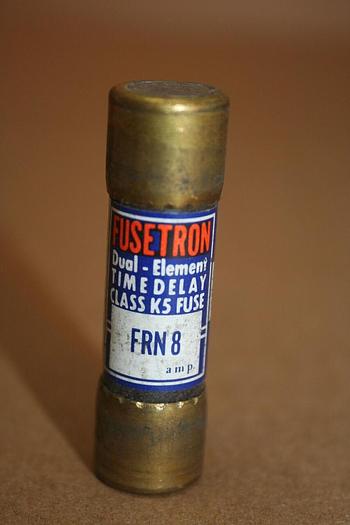 FUSETRON
Dual - Element
TIME DELAY
CLASS K5 FUSE
FRN 8
amp.